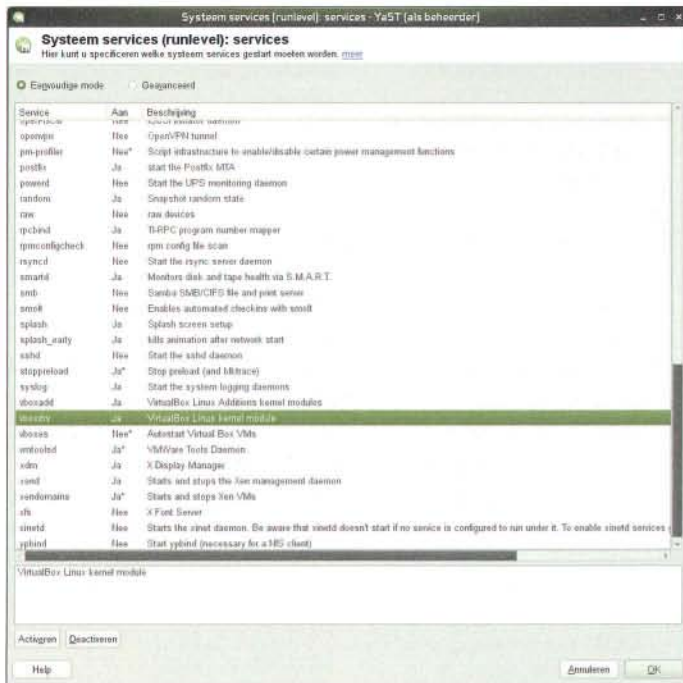 Systeem services (runlevel): services - YaST (als beheerder)
Systeem services (runlevel): services
Hier kunt u specificeren welke systeem services gestart moeten worden. meer
Eenvoudige mode Geavanceerd
Service Aan Beschrijving
openvpn Nee OpenVPN tunnel
pm-profiler Nee* Script infrastructure to enable/disable certain power management functions
postfix Ja start the Postfix MTA
powerd Nee Start the UPS monitoring daemon
random Ja Snapshot random state
raw Nee raw devices
rpcbind Ja TI-RPC program number mapper
rpmconfigcheck Nee rpm config file scan
rsyncd Nee Start the rsync server daemon
smartd Ja Monitors disk and tape health via S.M.A.R.T.
smb Nee Samba SMB/CIFS file and print server
smolt Nee Enables automated checkins with smolt
splash Ja Splash screen setup
splash_early Ja kills animation after network start
sshd Nee Start the sshd daemon
stoppreload Ja* Stop preload (and blktrace)
syslog Ja Start the system logging daemons
vboxadd Ja VirtualBox Linux Additions kernel modules
vboxdrv Ja VirtualBox Linux kernel module
vboxes Nee* Autostart Virtual Box VMs
vmtoolsd Ja* VMWare Tools Daemon
xdm Ja X Display Manager
xend Ja Starts and stops the Xen management daemon
xendomains Ja* Starts and stops Xen VMs
xfs Nee X Font Server
xinetd Nee Starts the xinet daemon. Be aware that xinetd doesn't start if no service is configured to run under it. To enable xinetd services
ypbind Nee Start ypbind (necessary for a NIS client)
VirtualBox Linux kernel module
Activeren Deactiveren
Help Annuleren OK